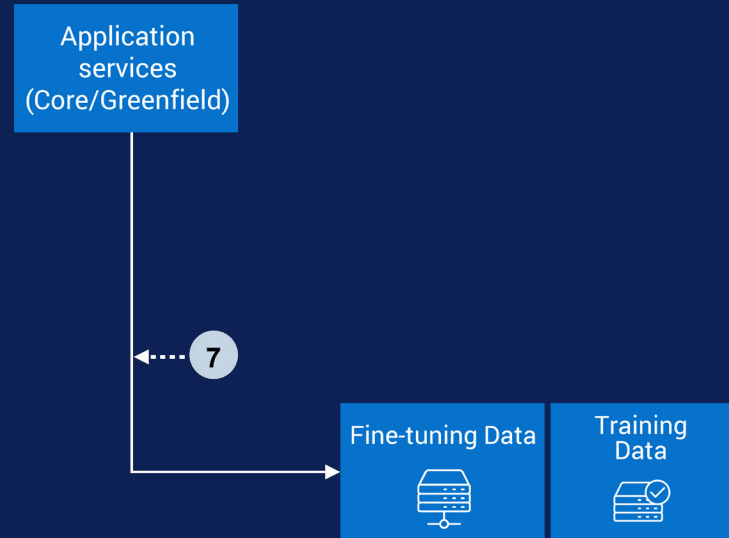 Application
services
(Core/Greenfield)
7
Fine-tuning Data
Training
Data